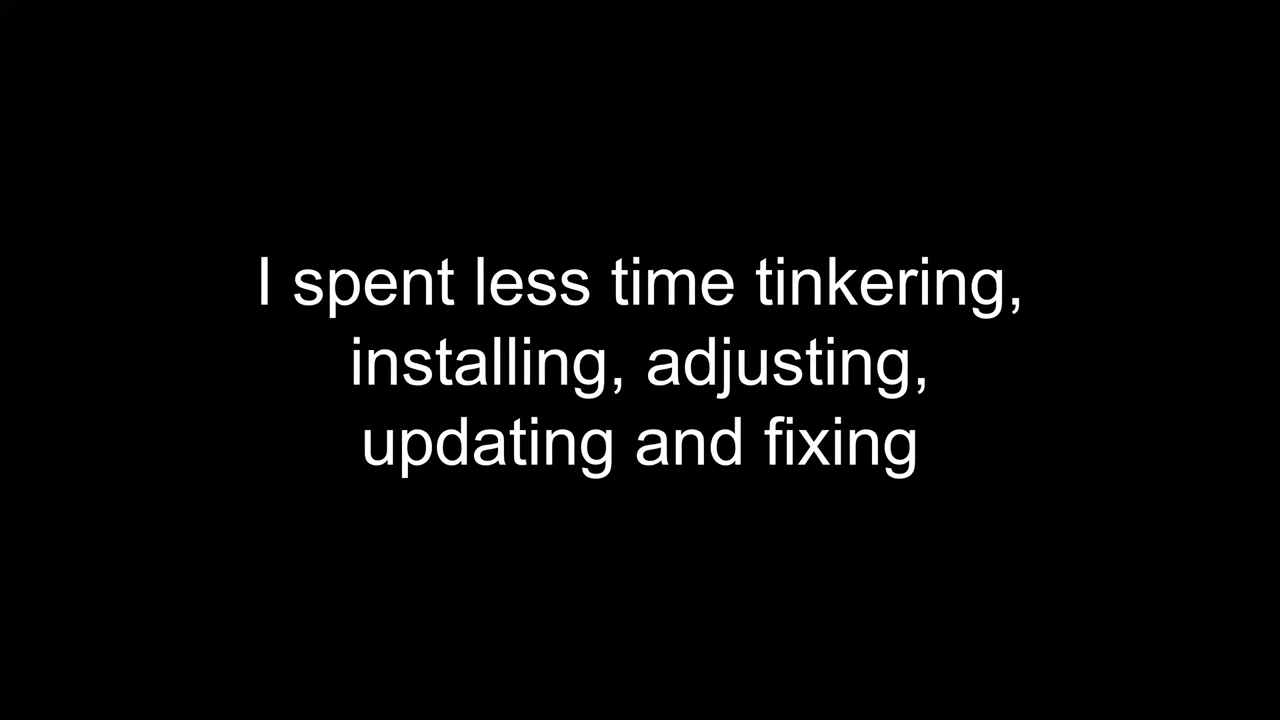 I spent less time tinkering,
installing, adjusting,
updating and fixing